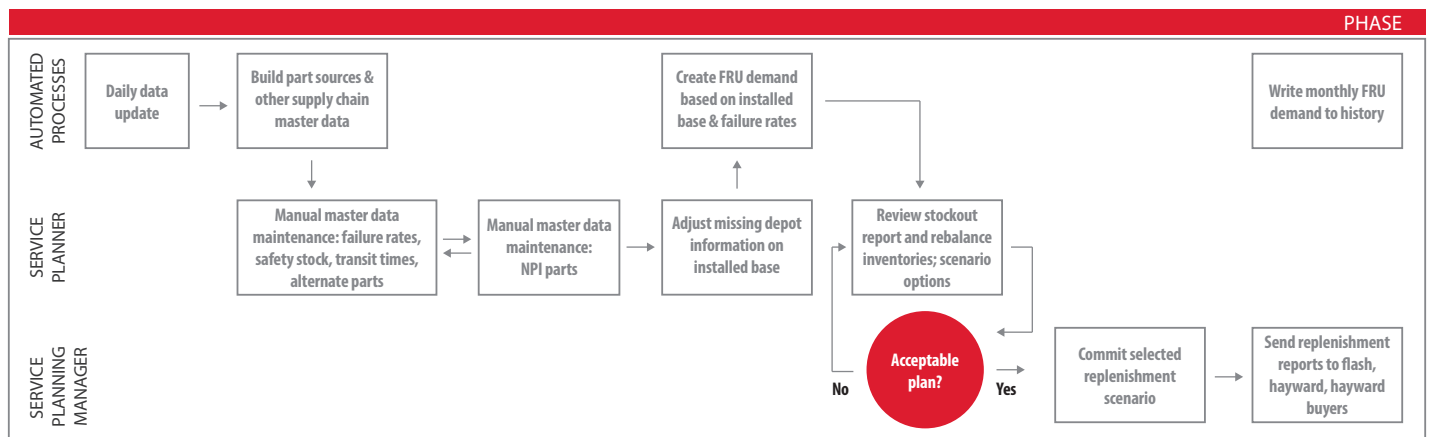 PHASE
AUTOMATED
PROCESSES
Daily data
update
Build part sources &
other supply chain
master data
Create FRU demand
based on installed
base & failure rates
Write monthly FRU
demand to history
SERVICE
PLANNER
Manual master data
maintenance: failure rates,
safety stock, transit times,
alternate parts
Manual master data
maintenance:
NPI parts
Adjust missing depot
information on
installed base
Review stockout
report and rebalance
inventories; scenario
options
SERVICE
PLANNING
MANAGER
No
Acceptable
plan?
Yes
Commit selected
replenishment
scenario
Send replenishment
reports to flash,
hayward, hayward
buyers